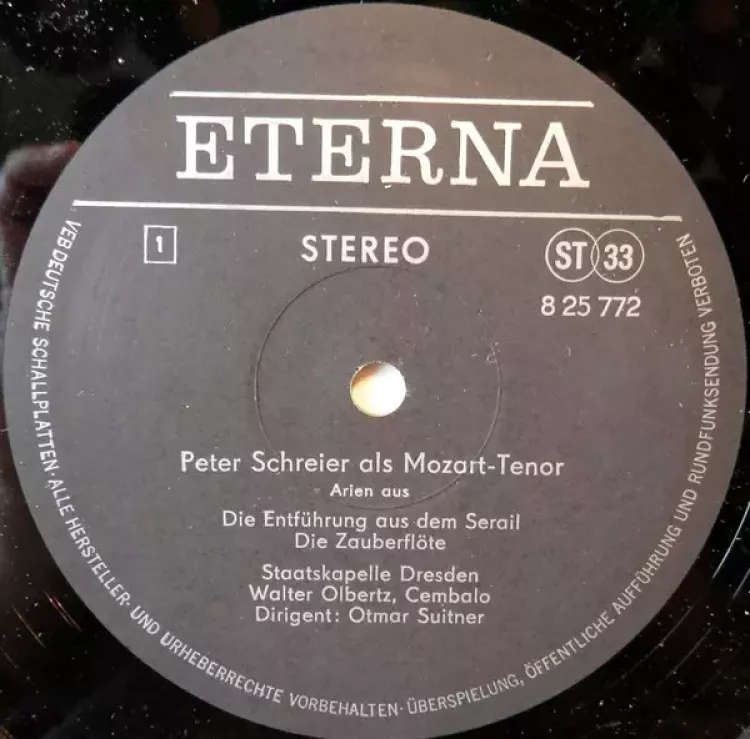 ETERNA
1
STEREO
ST 33
8 25 772
Peter Schreier als Mozart-Tenor
Arien aus
Die Entführung aus dem Serail
Die Zauberflöte
Staatskapelle Dresden
Walter Olbertz, Cembalo
Dirigent: Otmar Suitner
VEB DEUTSCHE SCHALLPLATTEN · ALLE HERSTELLER- UND URHEBERRECHTE VORBEHALTEN · ÜBERSPIELUNG, ÖFFENTLICHE AUFFÜHRUNG UND RUNDFUNKSENDUNG VERBOTEN